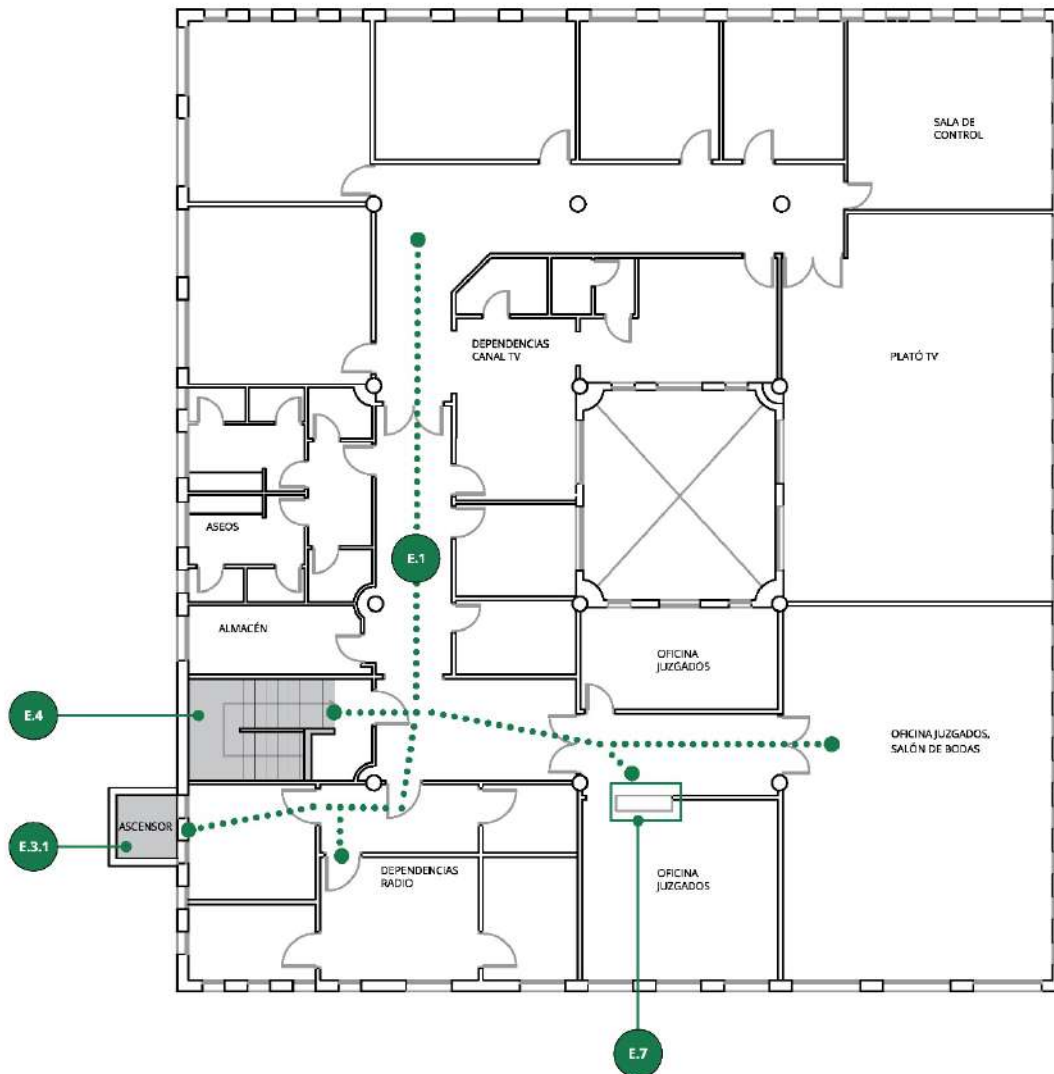 SALA DE
CONTROL
DEPENDENCIAS
CANAL TV
PLATÓ TV
ASEOS
E.1
ALMACÉN
OFICINA
JUZGADOS
E.4
OFICINA JUZGADOS,
SALÓN DE BODAS
ASCENSOR
E.3.1
DEPENDENCIAS
RADIO
OFICINA
JUZGADOS
E.7